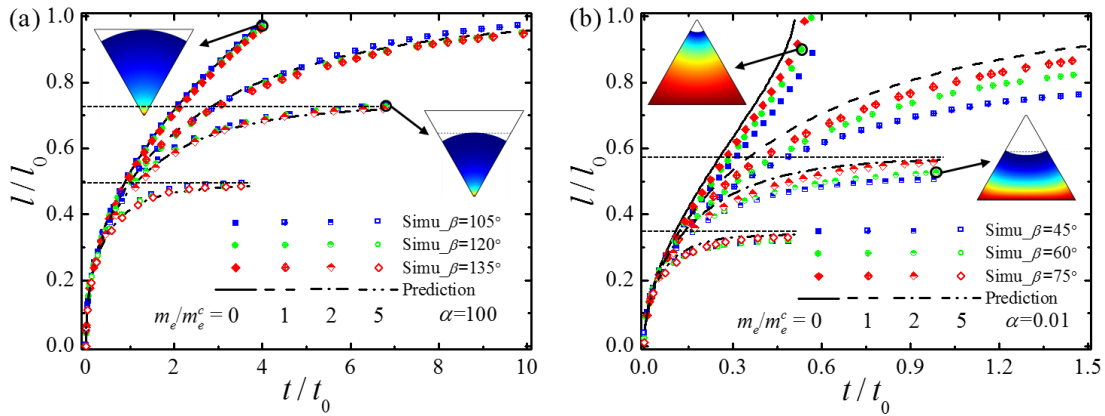 (a)
1.0
0.8
0.6
0.4
0.2
0.0
l / l₀
Simu_β=105°
Simu_β=120°
Simu_β=135°
Prediction
mₑ/mₑᶜ = 0 1 2 5 α=100
0 2 4 6 8 10
t / t₀
(b)
1.0
0.8
0.6
0.4
0.2
0.0
l / l₀
Simu_β=45°
Simu_β=60°
Simu_β=75°
Prediction
mₑ/mₑᶜ = 0 1 2 5 α=0.01
0.0 0.3 0.6 0.9 1.2 1.5
t / t₀